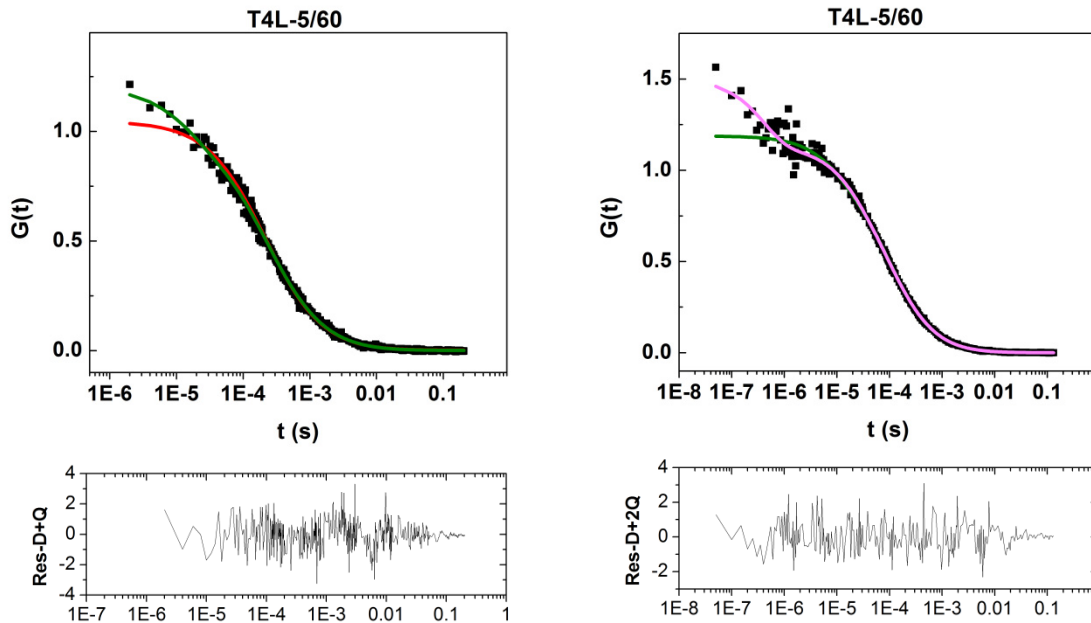 T4L-5/60
1.0
0.5
0.0
G(t)
1E-6 1E-5 1E-4 1E-3 0.01 0.1
t (s)
4
2
0
-2
-4
Res-D+Q
1E-7 1E-6 1E-5 1E-4 1E-3 0.01 0.1 1
T4L-5/60
1.5
1.0
0.5
0.0
G(t)
1E-8 1E-7 1E-6 1E-5 1E-4 1E-3 0.01 0.1
t (s)
4
2
0
-2
Res-D+2Q
1E-8 1E-7 1E-6 1E-5 1E-4 1E-3 0.01 0.1